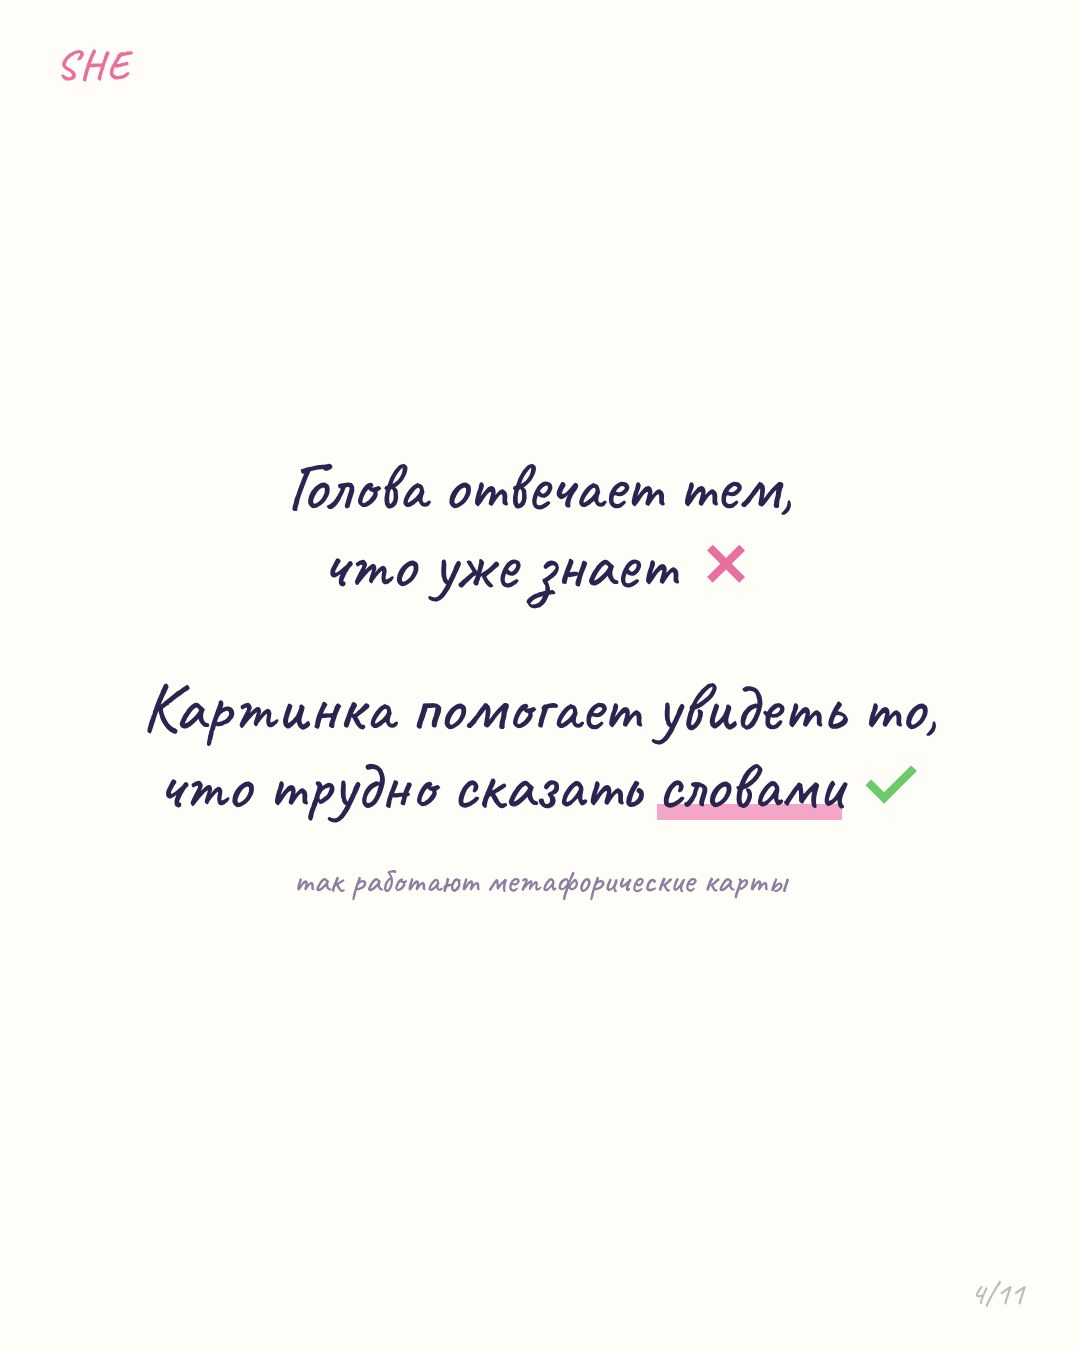 SHE
Голова отвечает тем,
что уже знает ❌
Картинка помогает увидеть то,
что трудно сказать словами ✔
так работают метафорические карты
4/11